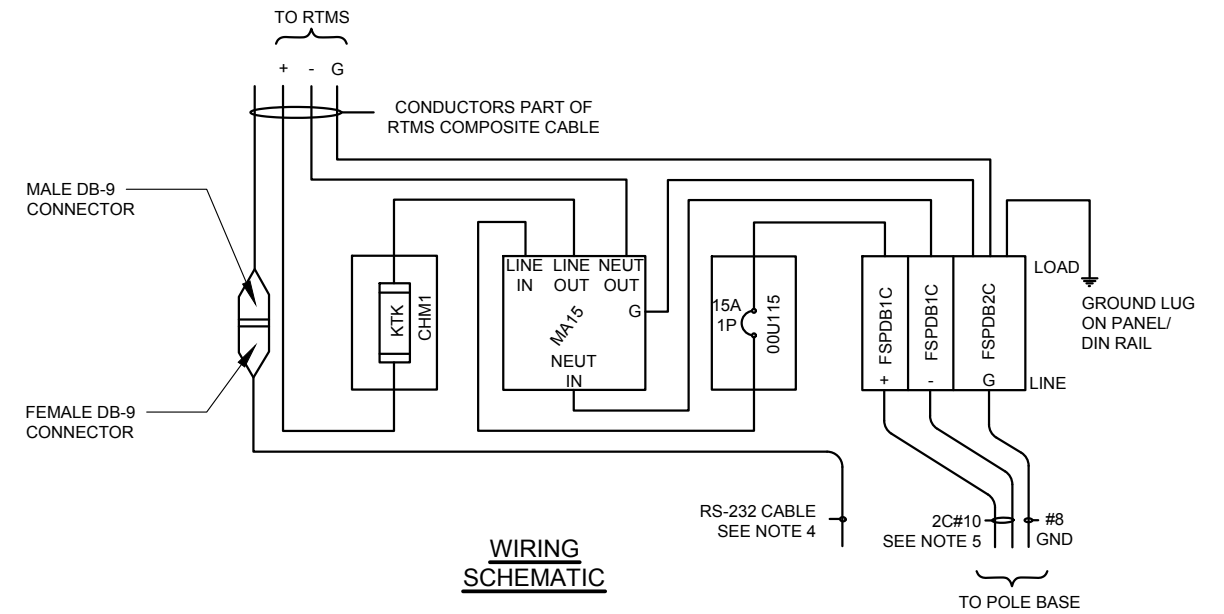 TO RTMS
+ - G
CONDUCTORS PART OF
RTMS COMPOSITE CABLE
MALE DB-9
CONNECTOR
FEMALE DB-9
CONNECTOR
KTK
CHM1
LINE
IN
LINE
OUT
NEUT
OUT
G
MA15
NEUT
IN
15A
1P
00U115
FSPDB1C
+
FSPDB1C
-
FSPDB2C
G
LOAD
LINE
GROUND LUG
ON PANEL/
DIN RAIL
RS-232 CABLE
SEE NOTE 4
2C#10
SEE NOTE 5
#8
GND
TO POLE BASE
WIRING
SCHEMATIC